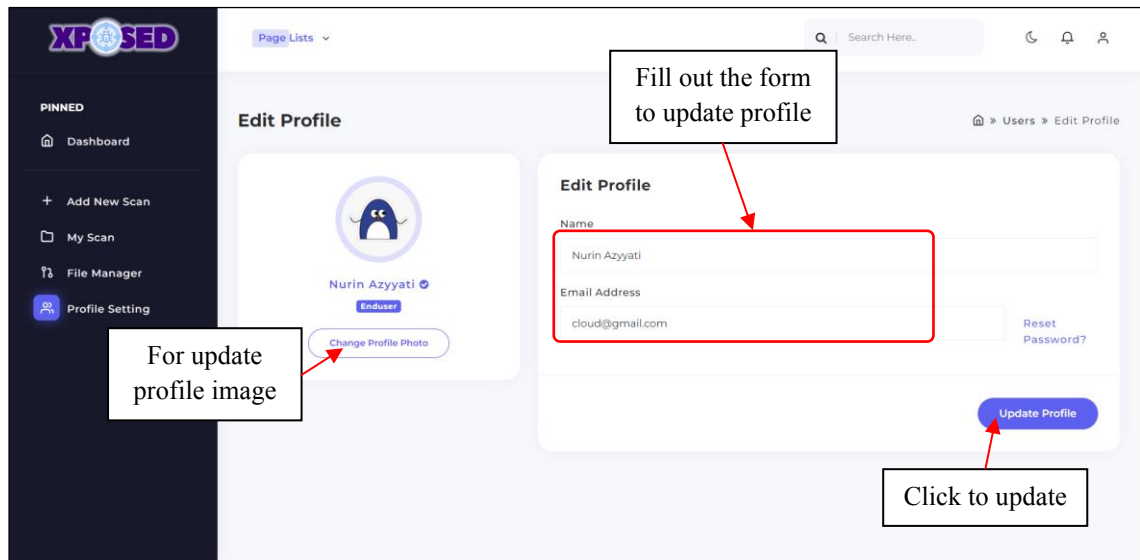 XPOSED
Page Lists
Search Here..
Fill out the form
to update profile
PINNED
Dashboard
Add New Scan
My Scan
File Manager
Profile Setting
Edit Profile
» Users » Edit Profile
Nurin Azyyati
Enduser
Change Profile Photo
For update
profile image
Edit Profile
Name
Nurin Azyyati
Email Address
cloud@gmail.com
Reset
Password?
Update Profile
Click to update